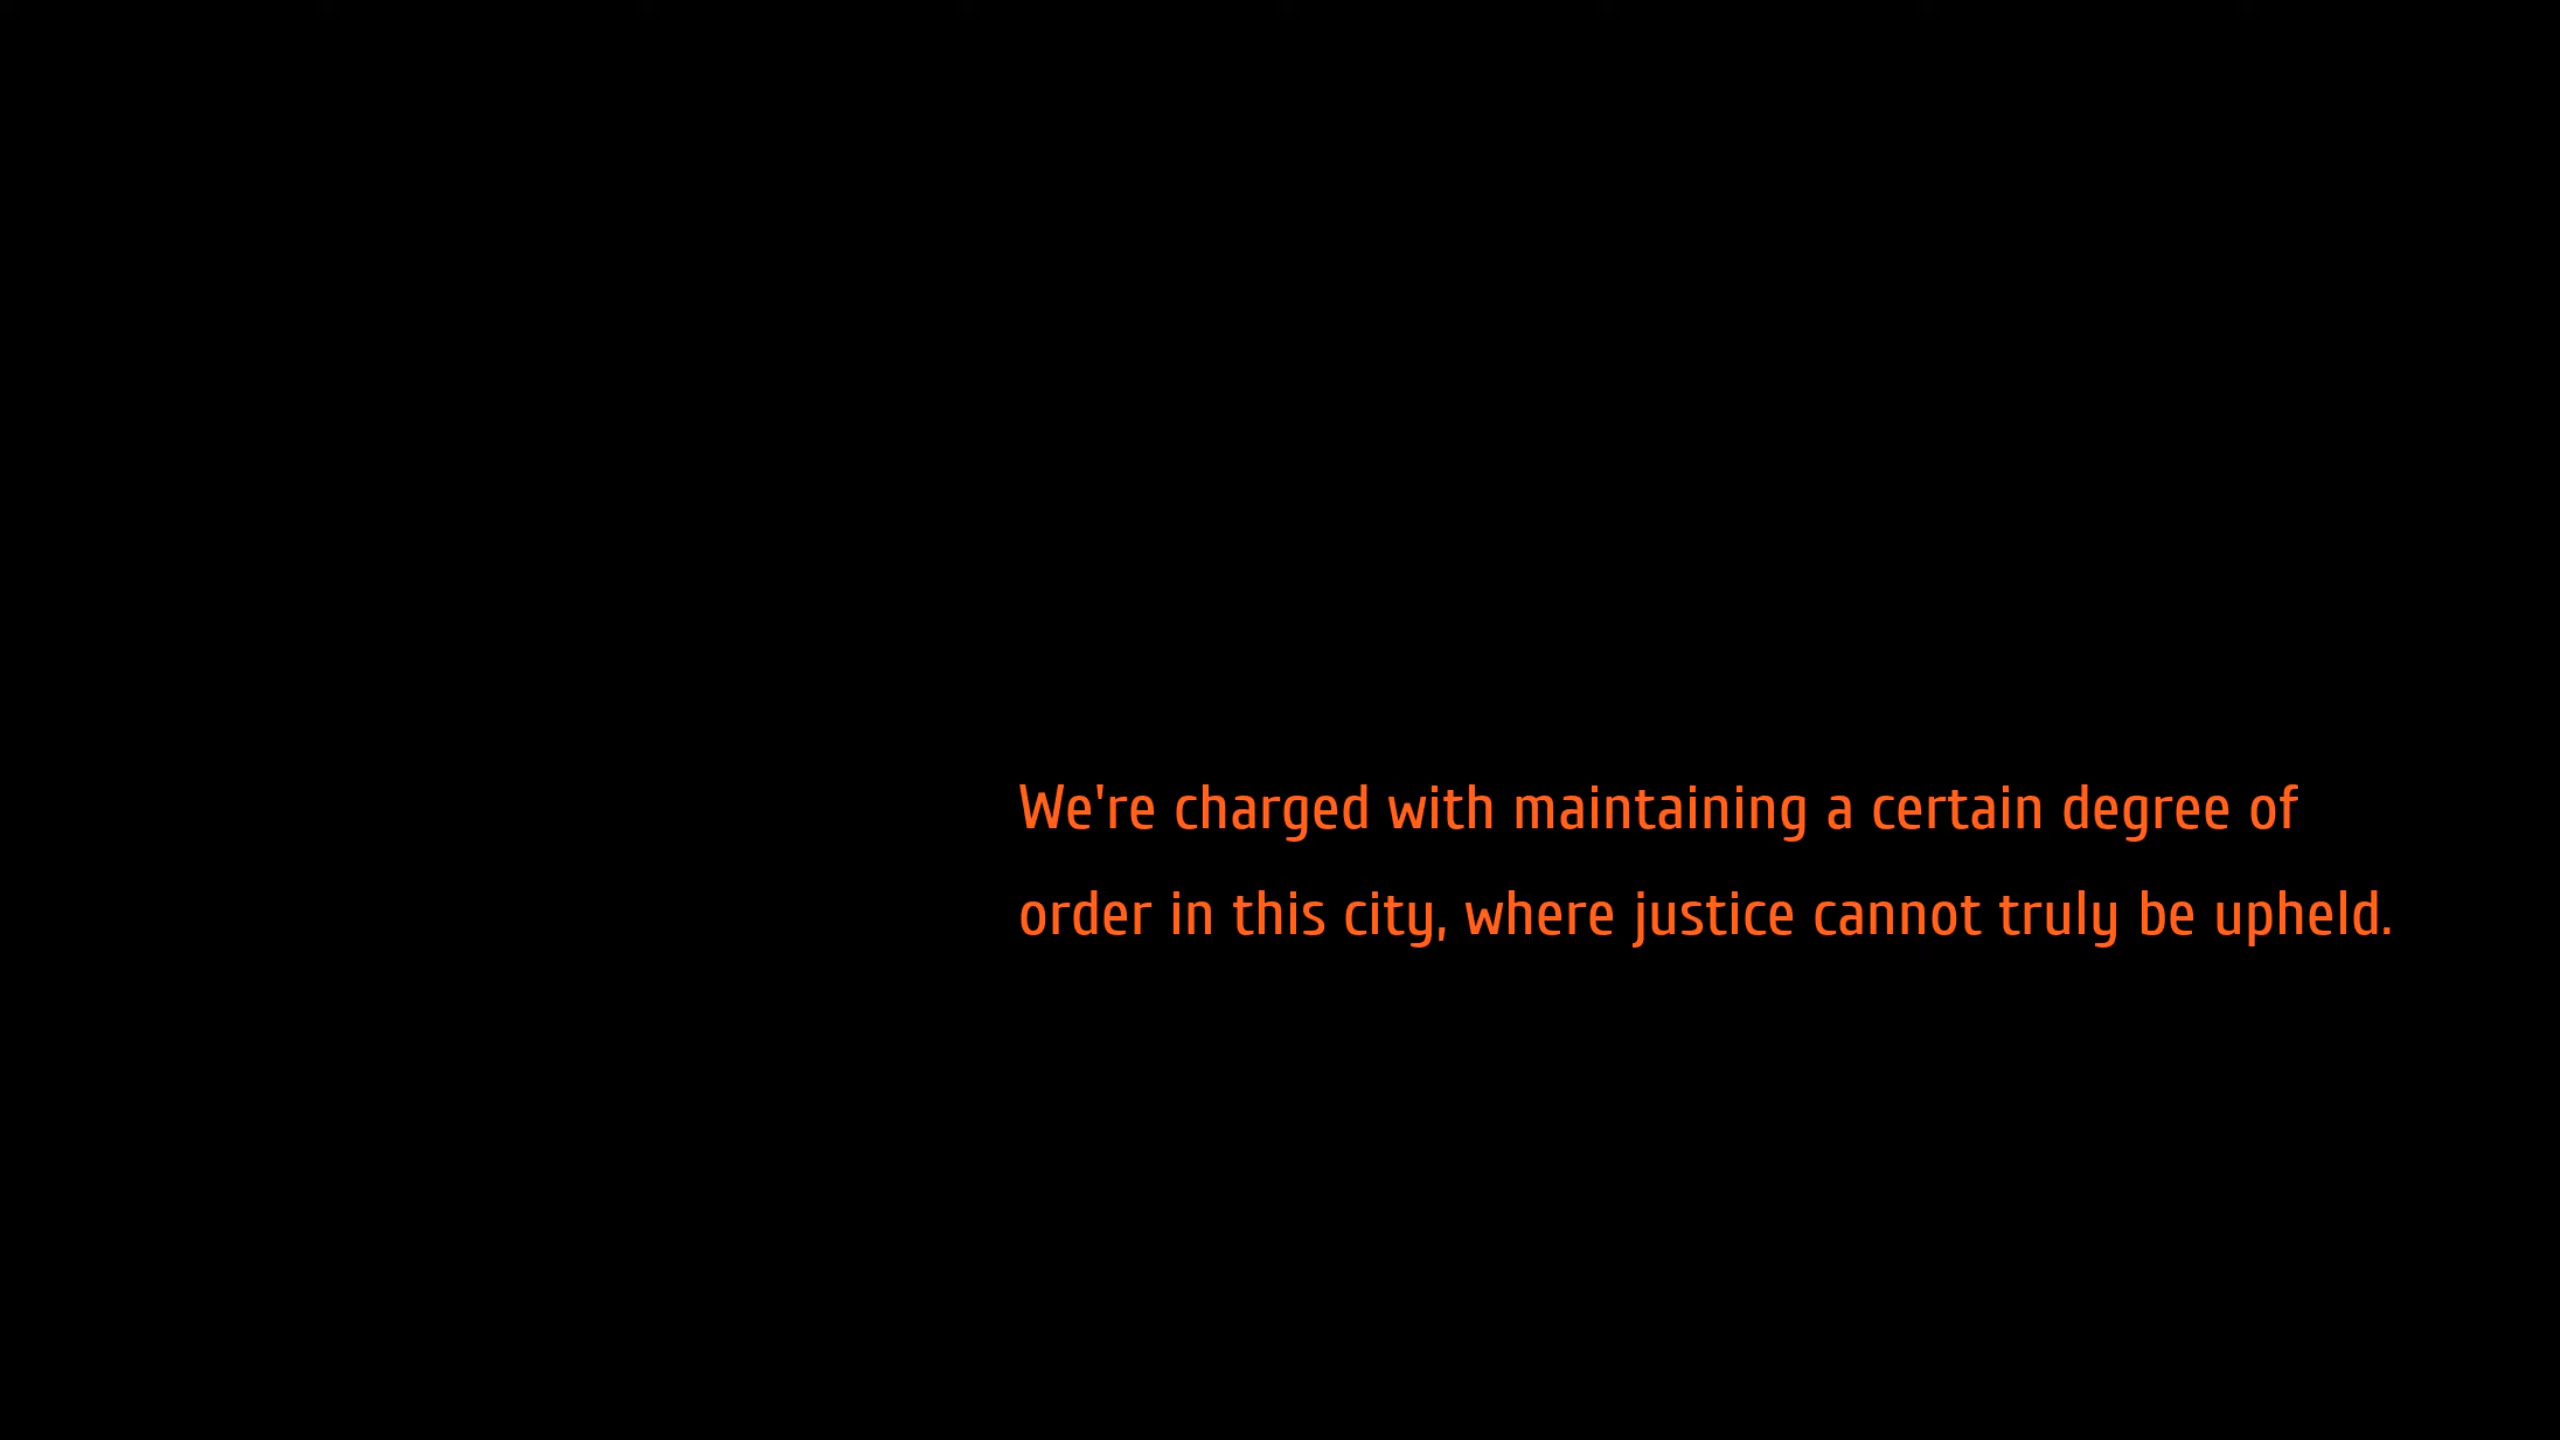 We're charged with maintaining a certain degree of
order in this city, where justice cannot truly be upheld.